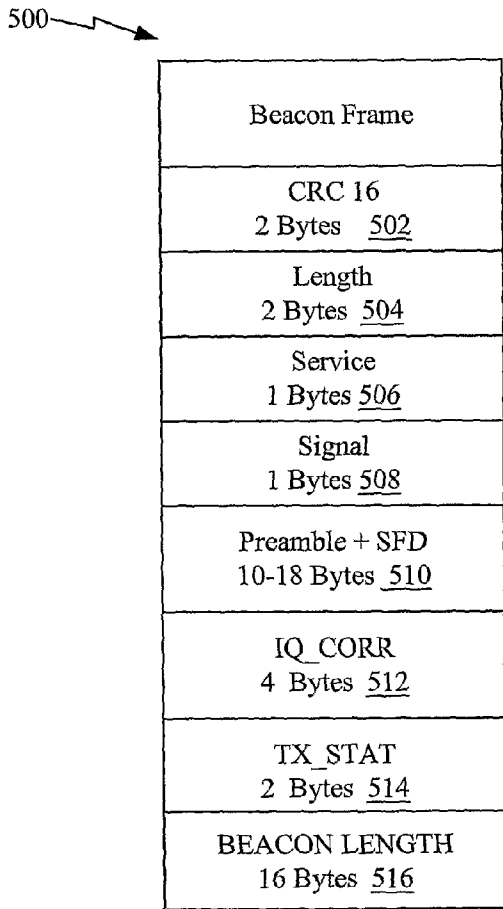 500
Beacon Frame
CRC 16
2 Bytes 502
Length
2 Bytes 504
Service
1 Bytes 506
Signal
1 Bytes 508
Preamble + SFD
10-18 Bytes 510
IQ_CORR
4 Bytes 512
TX_STAT
2 Bytes 514
BEACON LENGTH
16 Bytes 516